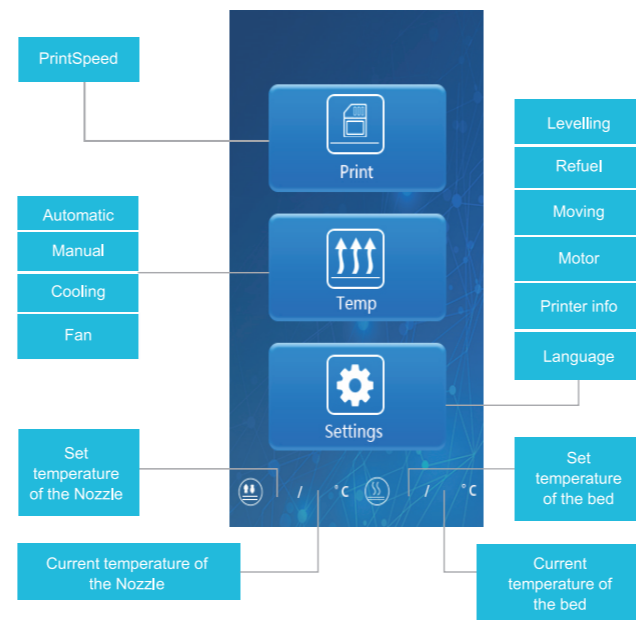 PrintSpeed
Print
Automatic
Manual
Cooling
Fan
Temp
Levelling
Refuel
Moving
Motor
Printer info
Language
Settings
Set
temperature
of the Nozzle
/
°C
/
°C
Set
temperature
of the bed
Current temperature of
the Nozzle
Current
temperature of
the bed